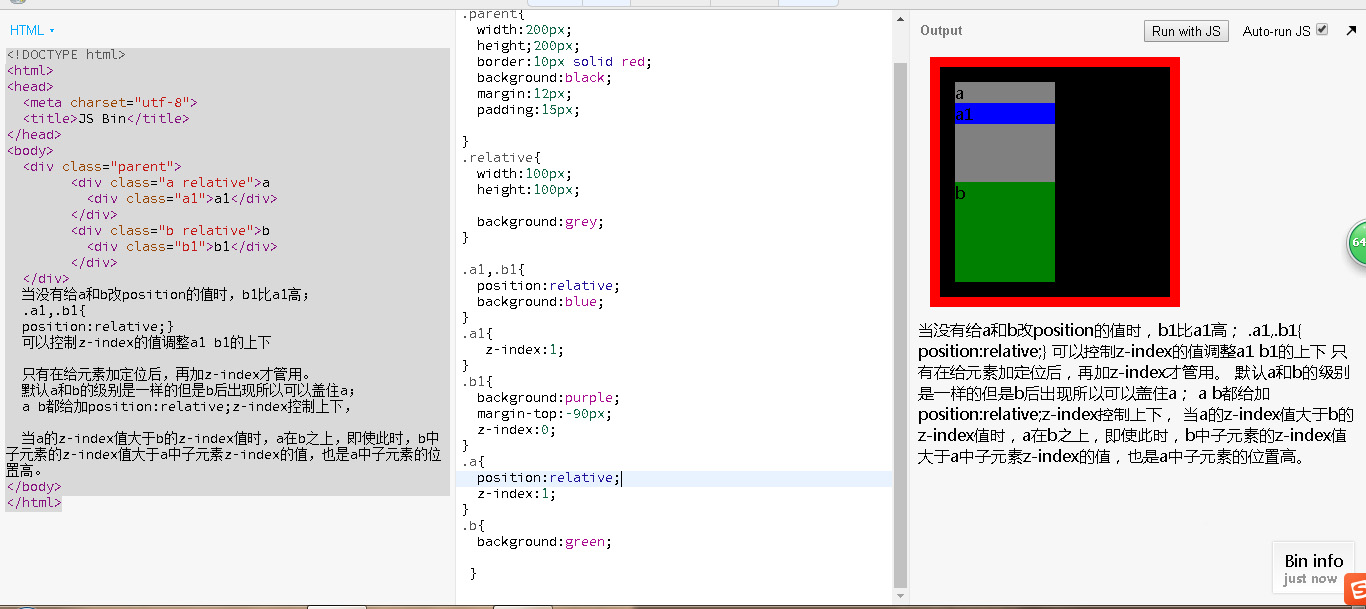 HTML
<!DOCTYPE html>
<html>
<head>
<meta charset="utf-8">
<title>JS Bin</title>
</head>
<body>
<div class="parent">
<div class="a relative">a
<div class="a1">a1</div>
</div>
<div class="b relative">b
<div class="b1">b1</div>
</div>
</div>
当没有给a和b改position的值时，b1比a1高；
.a1,.b1{
position:relative;}
可以控制z-index的值调整a1 b1的上下
只有在给元素加定位后，再加z-index才管用。
默认a和b的级别是一样的但是b后出现所以可以盖住a；
a b都给加position:relative;z-index控制上下，
当a的z-index值大于b的z-index值时，a在b之上，即使此时，b中
子元素的z-index值大于a中子元素z-index的值，也是a中子元素的位
置高。
</body>
</html>
.parent{
width:200px;
height;200px;
border:10px solid red;
background:black;
margin:12px;
padding:15px;
}
.relative{
width:100px;
height:100px;
background:grey;
}
.a1,.b1{
position:relative;
background:blue;
}
.a1{
z-index:1;
}
.b1{
background:purple;
margin-top:-90px;
z-index:0;
}
.a{
position:relative;
z-index:1;
}
.b{
background:green;
}
Output
Run with JS
Auto-run JS
a
a1
b
当没有给a和b改position的值时，b1比a1高； .a1,.b1{
position:relative;} 可以控制z-index的值调整a1 b1的上下 只
有在给元素加定位后，再加z-index才管用。 默认a和b的级别
是一样的但是b后出现所以可以盖住a； a b都给加
position:relative;z-index控制上下， 当a的z-index值大于b的
z-index值时，a在b之上，即使此时，b中子元素的z-index值
大于a中子元素z-index的值，也是a中子元素的位置高。
64
Bin info
just now